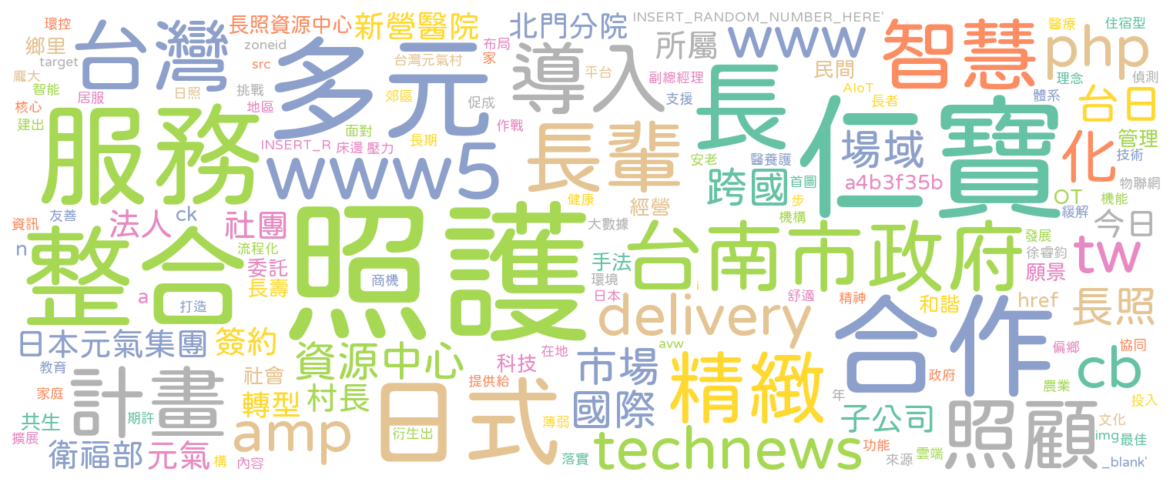 環控 長照資源中心 新營醫院 北門分院 INSERT_RANDOM_NUMBER_HERE' 醫療 住宿型
鄉里 台灣 zoneid 布局 所屬 www 智慧 php
target src 台灣元氣村 家 多元 導入 副總經理 民間 理念 偵測
龐大 智能 日照 挑戰 郊區 促成 平台 支援 長 AIoT 長者 體系 台日
核心 居服 地區 面對 長期 作戰 長輩 仁寶 場域 化 管理
建出 服務 INSERT_R 床邊 壓力 www5 安老 醫養護 技術
跨國 首圖 a4b3f35b 物聯網
資訊 友善 法人 ck 社團 照護 健康 經營 步 機構 OT 機能 緩解 今日
n 整合 流程化 大數據 台南市政府 發展 徐睿鈞 tw
委託 長壽 商機 手法 環境 願景
a 打造 日本 舒適 精神 和諧 href 長照
日本元氣集團 簽約 資源中心 delivery avw 合作 協同
教育 社會 科技 在地 市場 精緻 政府 偏鄉 cb
家庭 計畫 轉型 村長 提供給 日式 國際 年 農業 投入
共生 期許 amp 衍生出 薄弱 子公司 照顧 文化
擴展 衛福部 元氣 構 內容 落實 technews 功能 來源 雲端 img 最佳
_blank'